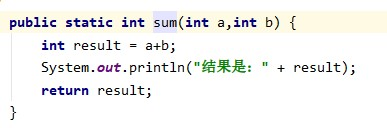 public static int sum(int a,int b) {
    int result = a+b;
    System.out.println("结果是：" + result);
    return result;
}